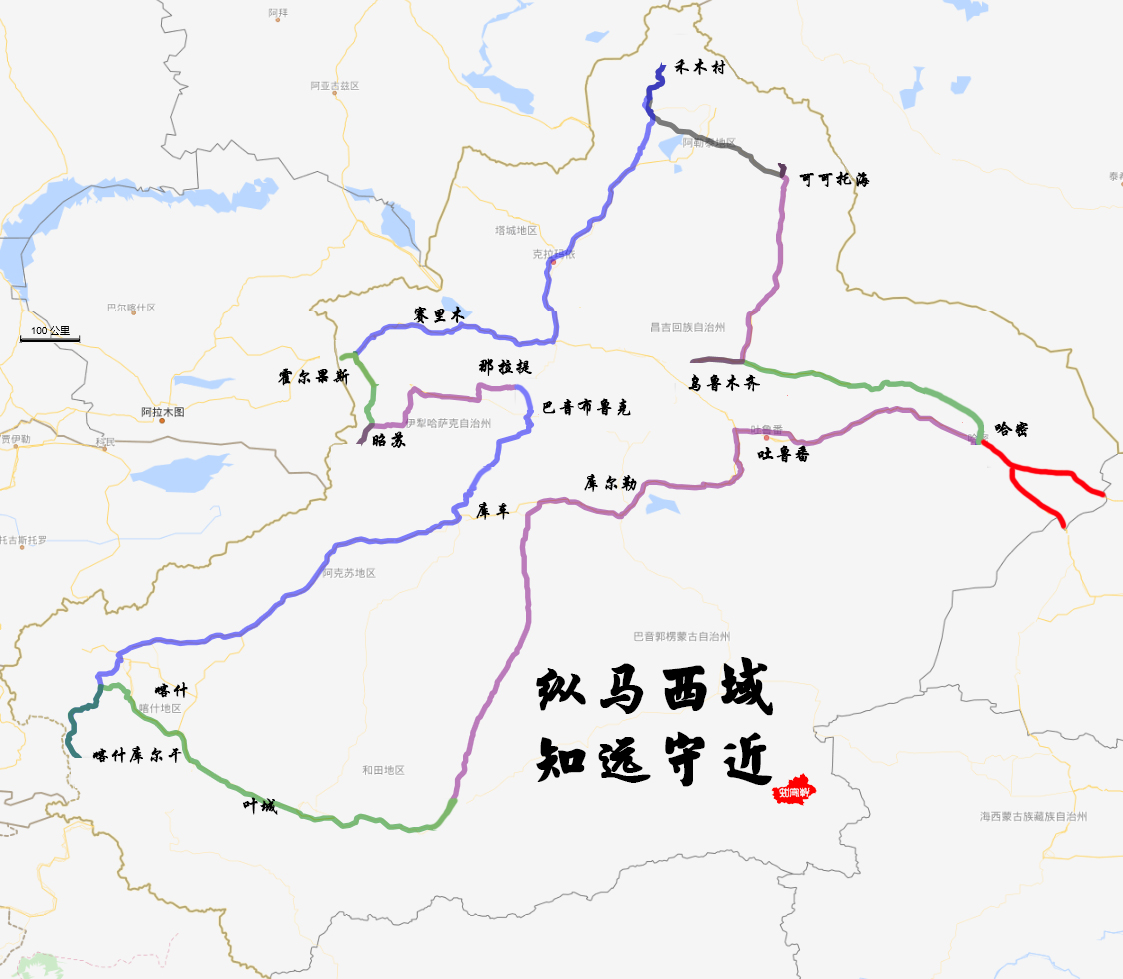 阿拜
禾木村
阿亚古兹区
阿勒泰地区
可可托海
塔城地区
克拉玛依
巴尔喀什区
赛里木
100 公里
昌吉回族自治州
那拉提
霍尔果斯
乌鲁木齐
巴音布鲁克
阿拉木图
伊犁哈萨克自治州
哈密
吐鲁番
昭苏
贾伊勒
科民
吐鲁番
库尔勒
库车
托古斯托罗
阿克苏地区
巴音郭楞蒙古自治州
喀什
喀什地区
纵马西域
喀什库尔干
知远守近
和田地区
叶城
海西蒙古族藏族自治州